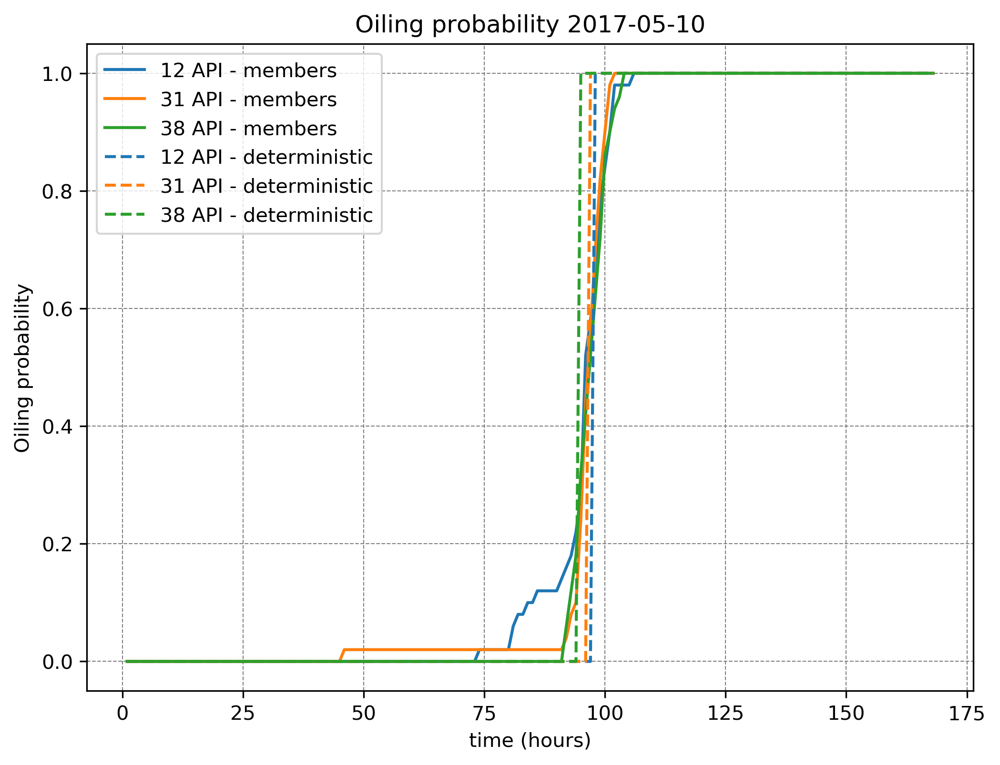 Oiling probability 2017-05-10
12 API - members
31 API - members
38 API - members
12 API - deterministic
31 API - deterministic
38 API - deterministic
Oiling probability
1.0
0.8
0.6
0.4
0.2
0.0
0 25 50 75 100 125 150 175
time (hours)